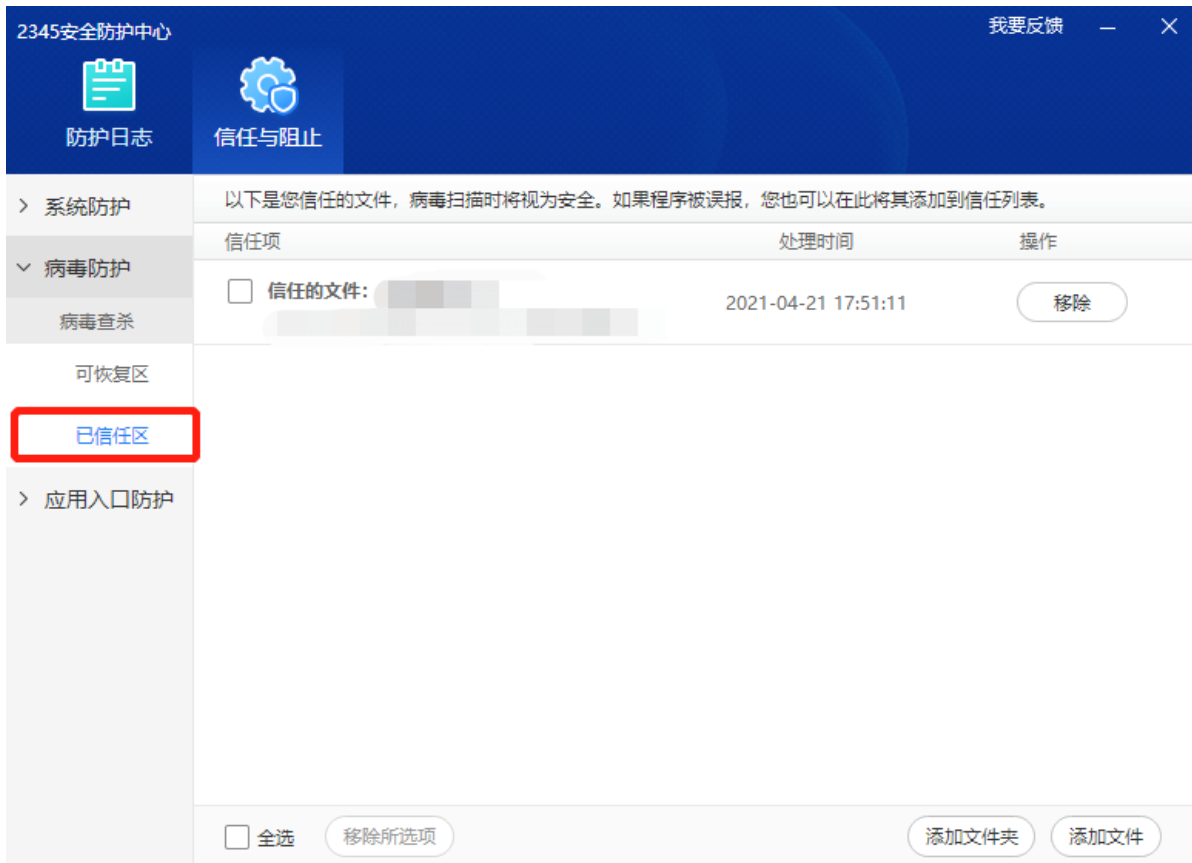 2345安全防护中心
我要反馈
防护日志
信任与阻止
系统防护
病毒防护
病毒查杀
可恢复区
已信任区
应用入口防护
以下是您信任的文件，病毒扫描时将视为安全。如果程序被误报，您也可以在此将其添加到信任列表。
信任项 处理时间 操作
信任的文件：
2021-04-21 17:51:11 移除
全选 移除所选项 添加文件夹 添加文件